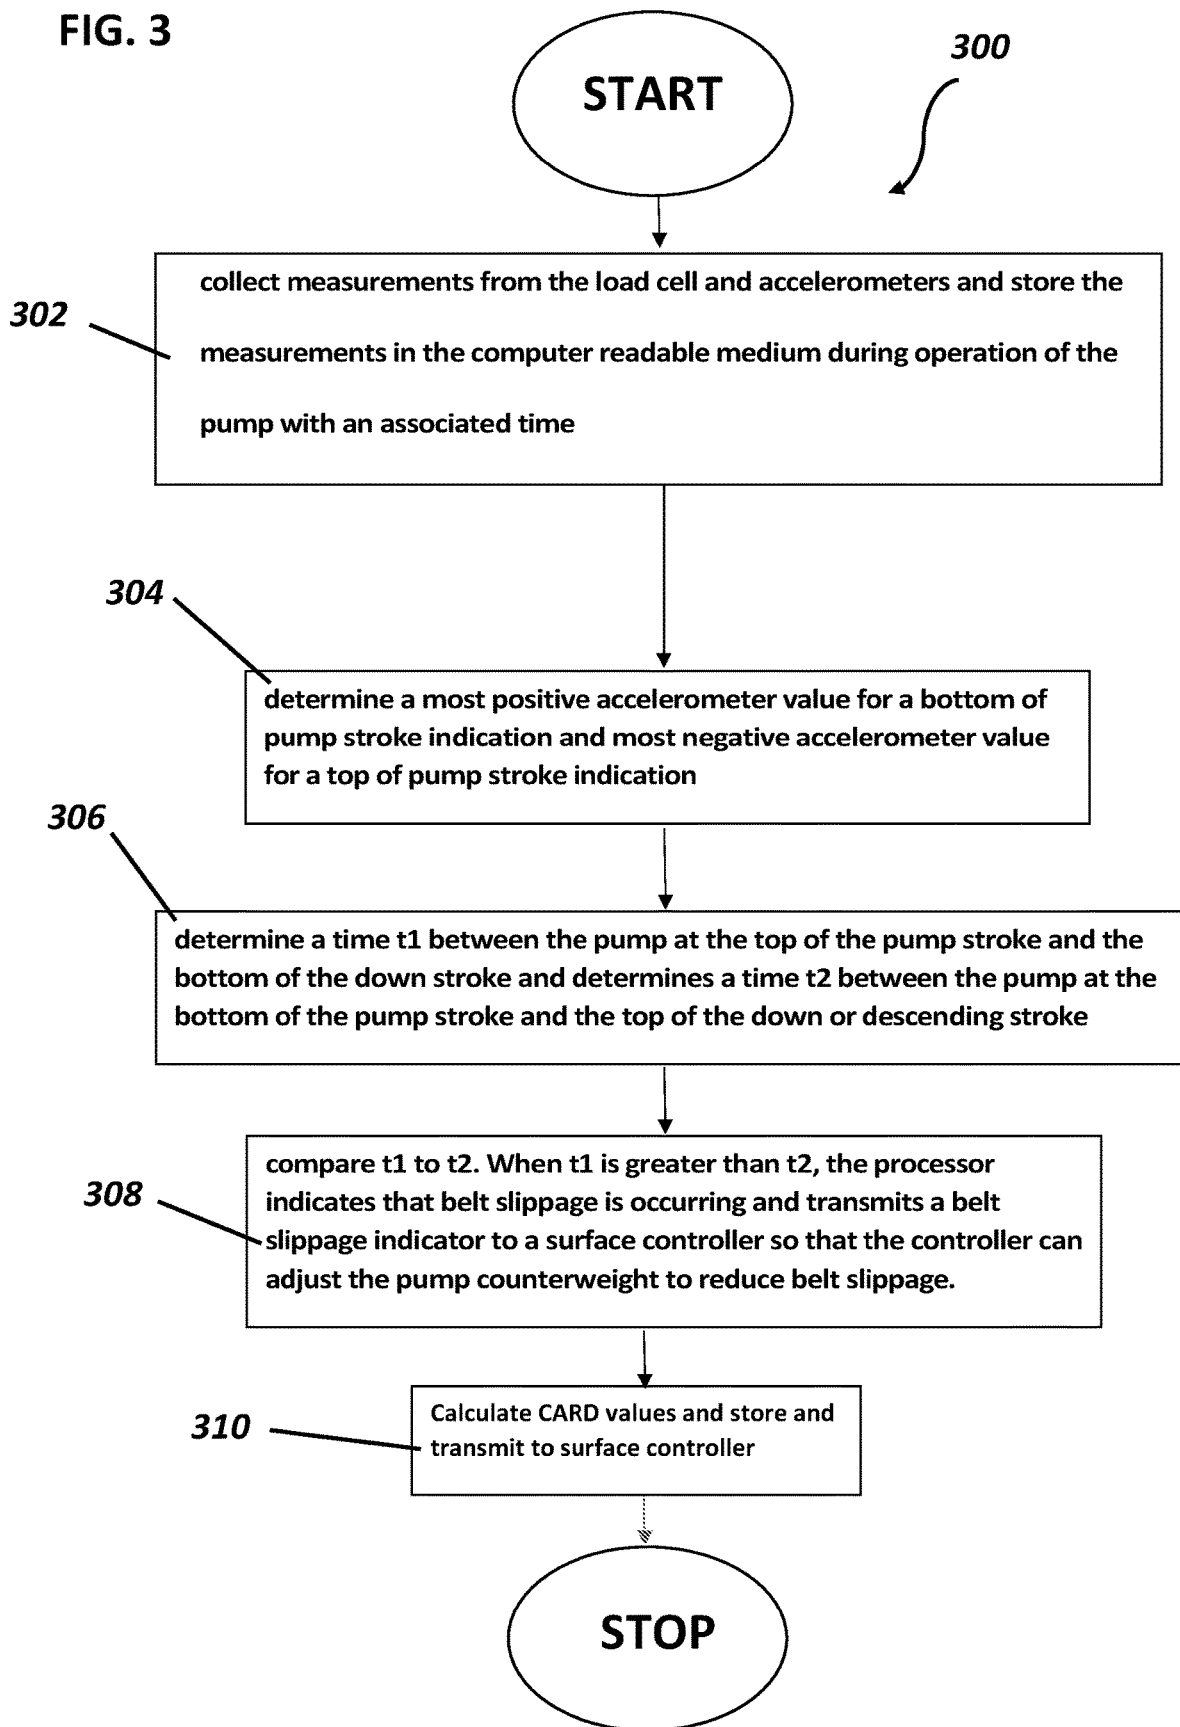 FIG. 3
START
300
302
collect measurements from the load cell and accelerometers and store the
measurements in the computer readable medium during operation of the
pump with an associated time
304
determine a most positive accelerometer value for a bottom of
pump stroke indication and most negative accelerometer value
for a top of pump stroke indication
306
determine a time t1 between the pump at the top of the pump stroke and the
bottom of the down stroke and determines a time t2 between the pump at the
bottom of the pump stroke and the top of the down or descending stroke
308
compare t1 to t2. When t1 is greater than t2, the processor
indicates that belt slippage is occurring and transmits a belt
slippage indicator to a surface controller so that the controller can
adjust the pump counterweight to reduce belt slippage.
310
Calculate CARD values and store and
transmit to surface controller
STOP